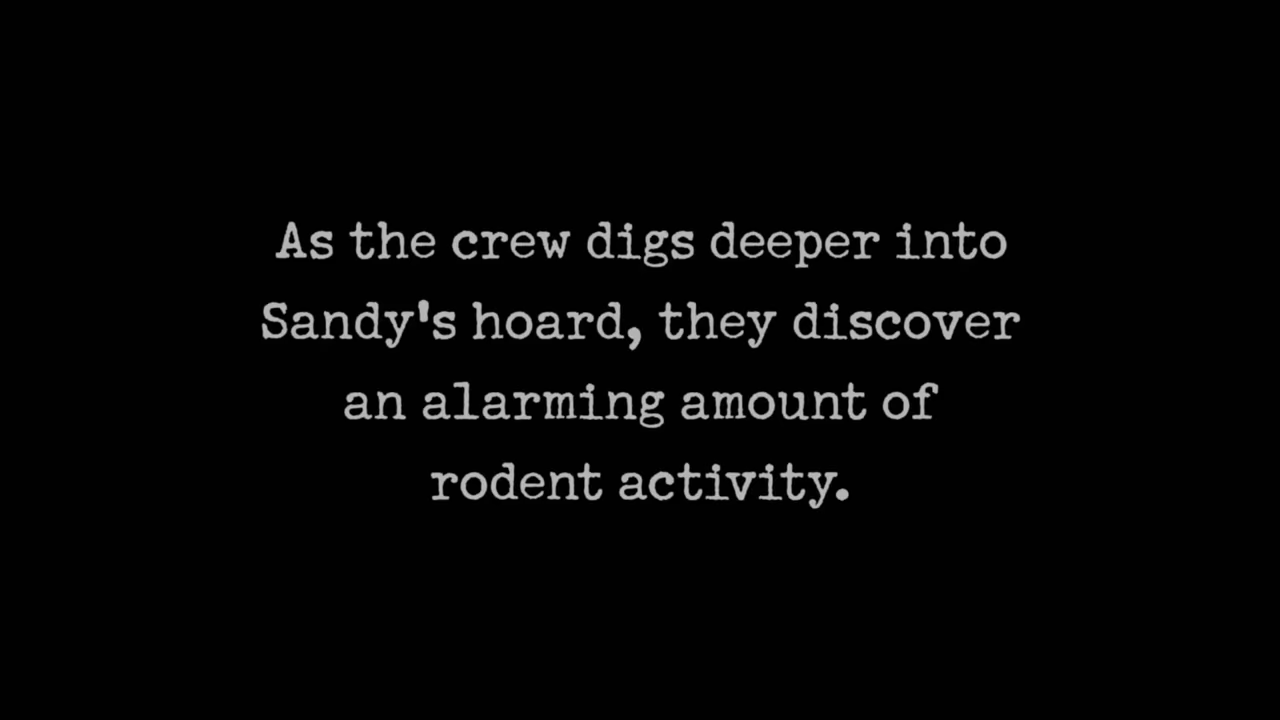 As the crew digs deeper into
Sandy's hoard, they discover
an alarming amount of
rodent activity.